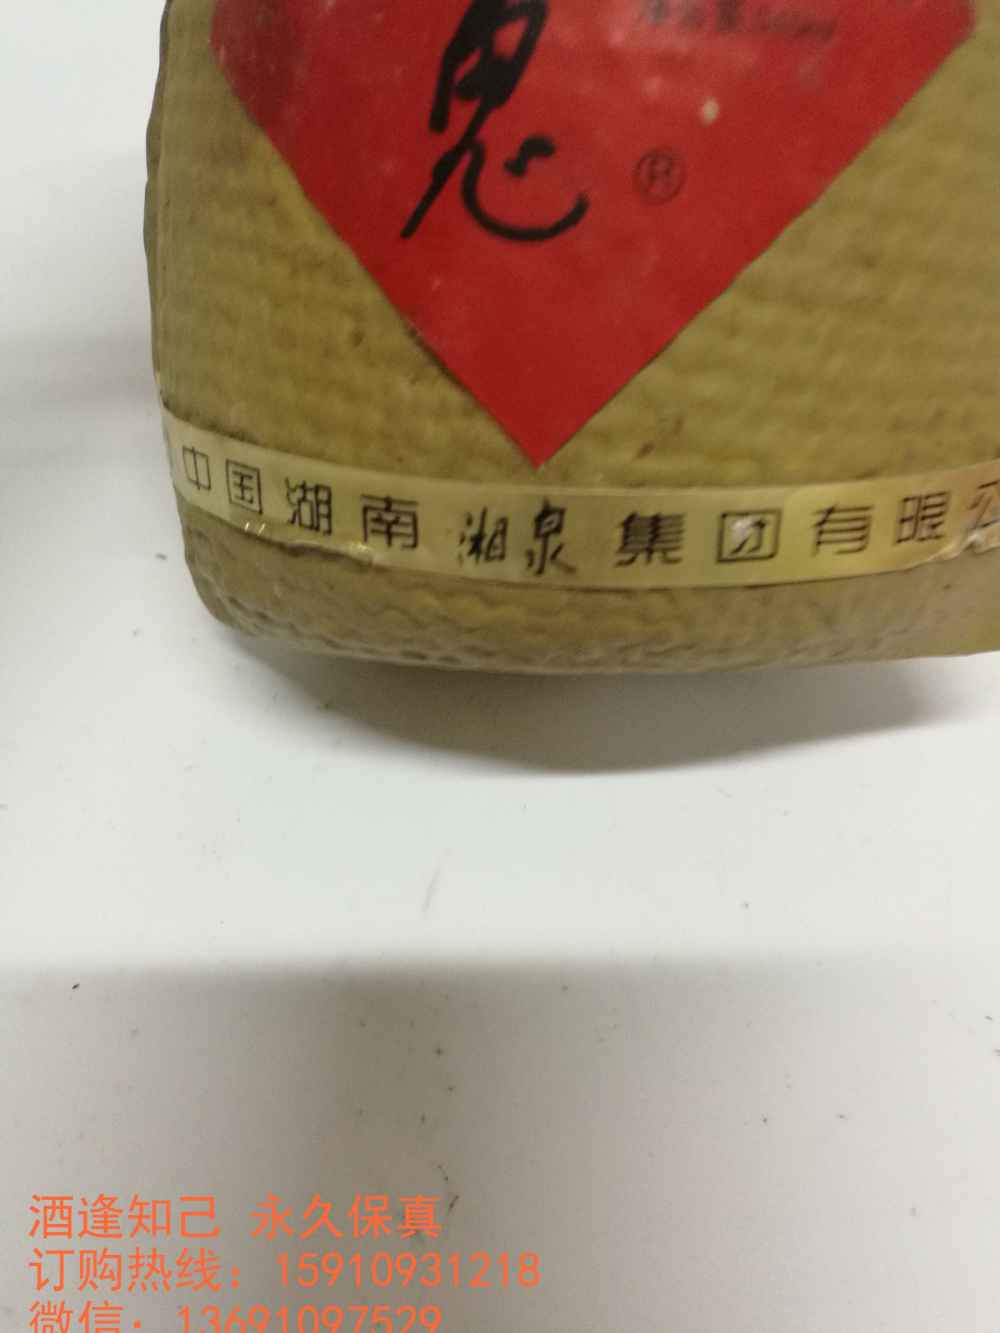 鬼
®
中国湖南湘泉集团有限公
酒逢知己 永久保真
订购热线：15910931218
微信：13691097529